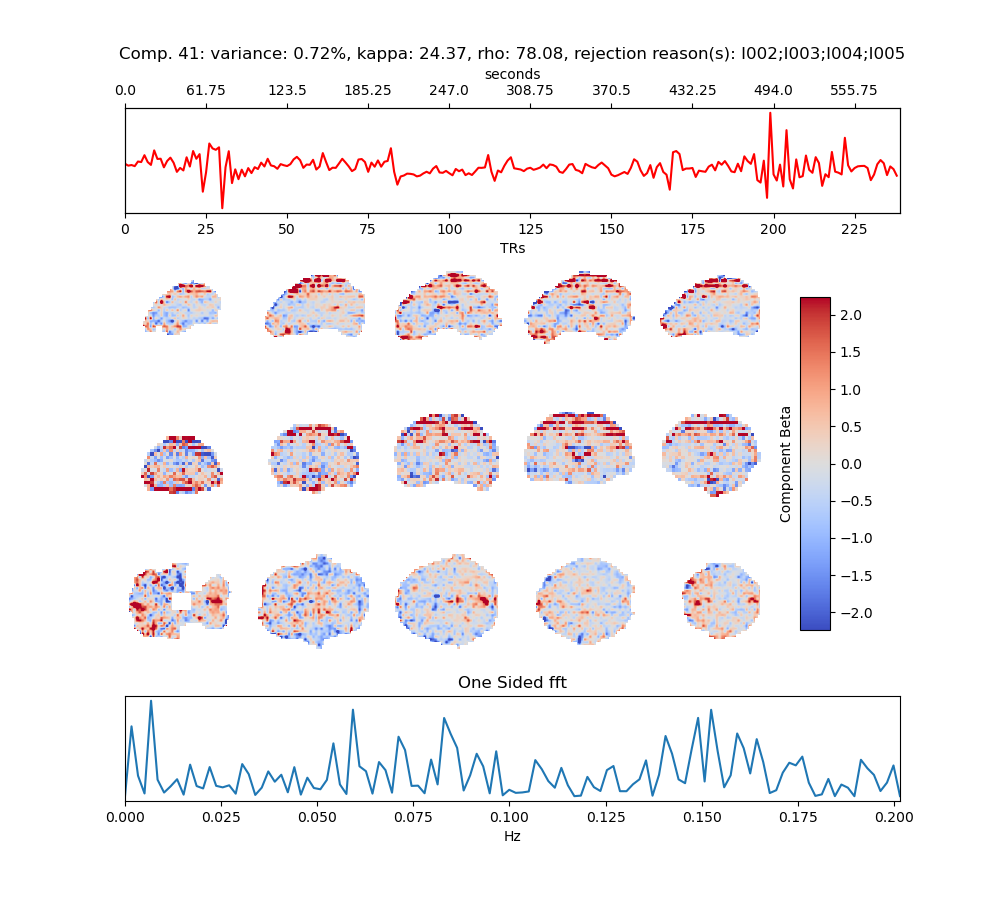 Comp. 41: variance: 0.72%, kappa: 24.37, rho: 78.08, rejection reason(s): I002;I003;I004;I005
seconds
0.0 61.75 123.5 185.25 247.0 308.75 370.5 432.25 494.0 555.75
0 25 50 75 100 125 150 175 200 225
TRs
2.0
1.5
1.0
0.5
0.0
−0.5
−1.0
−1.5
−2.0
Component Beta
One Sided fft
0.000 0.025 0.050 0.075 0.100 0.125 0.150 0.175 0.200
Hz